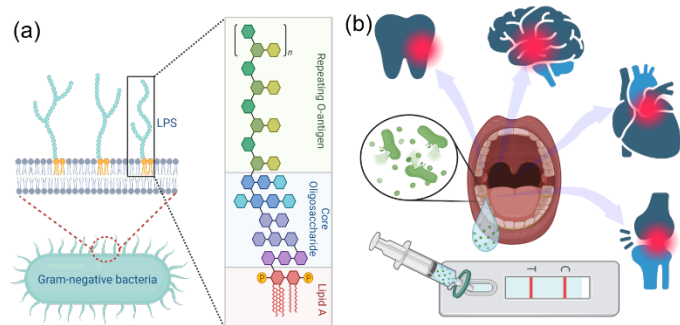 (a)
LPS
Gram-negative bacteria
n
Repeating O-antigen
Core
Oligosaccharide
P
P
Lipid A
(b)
T
C